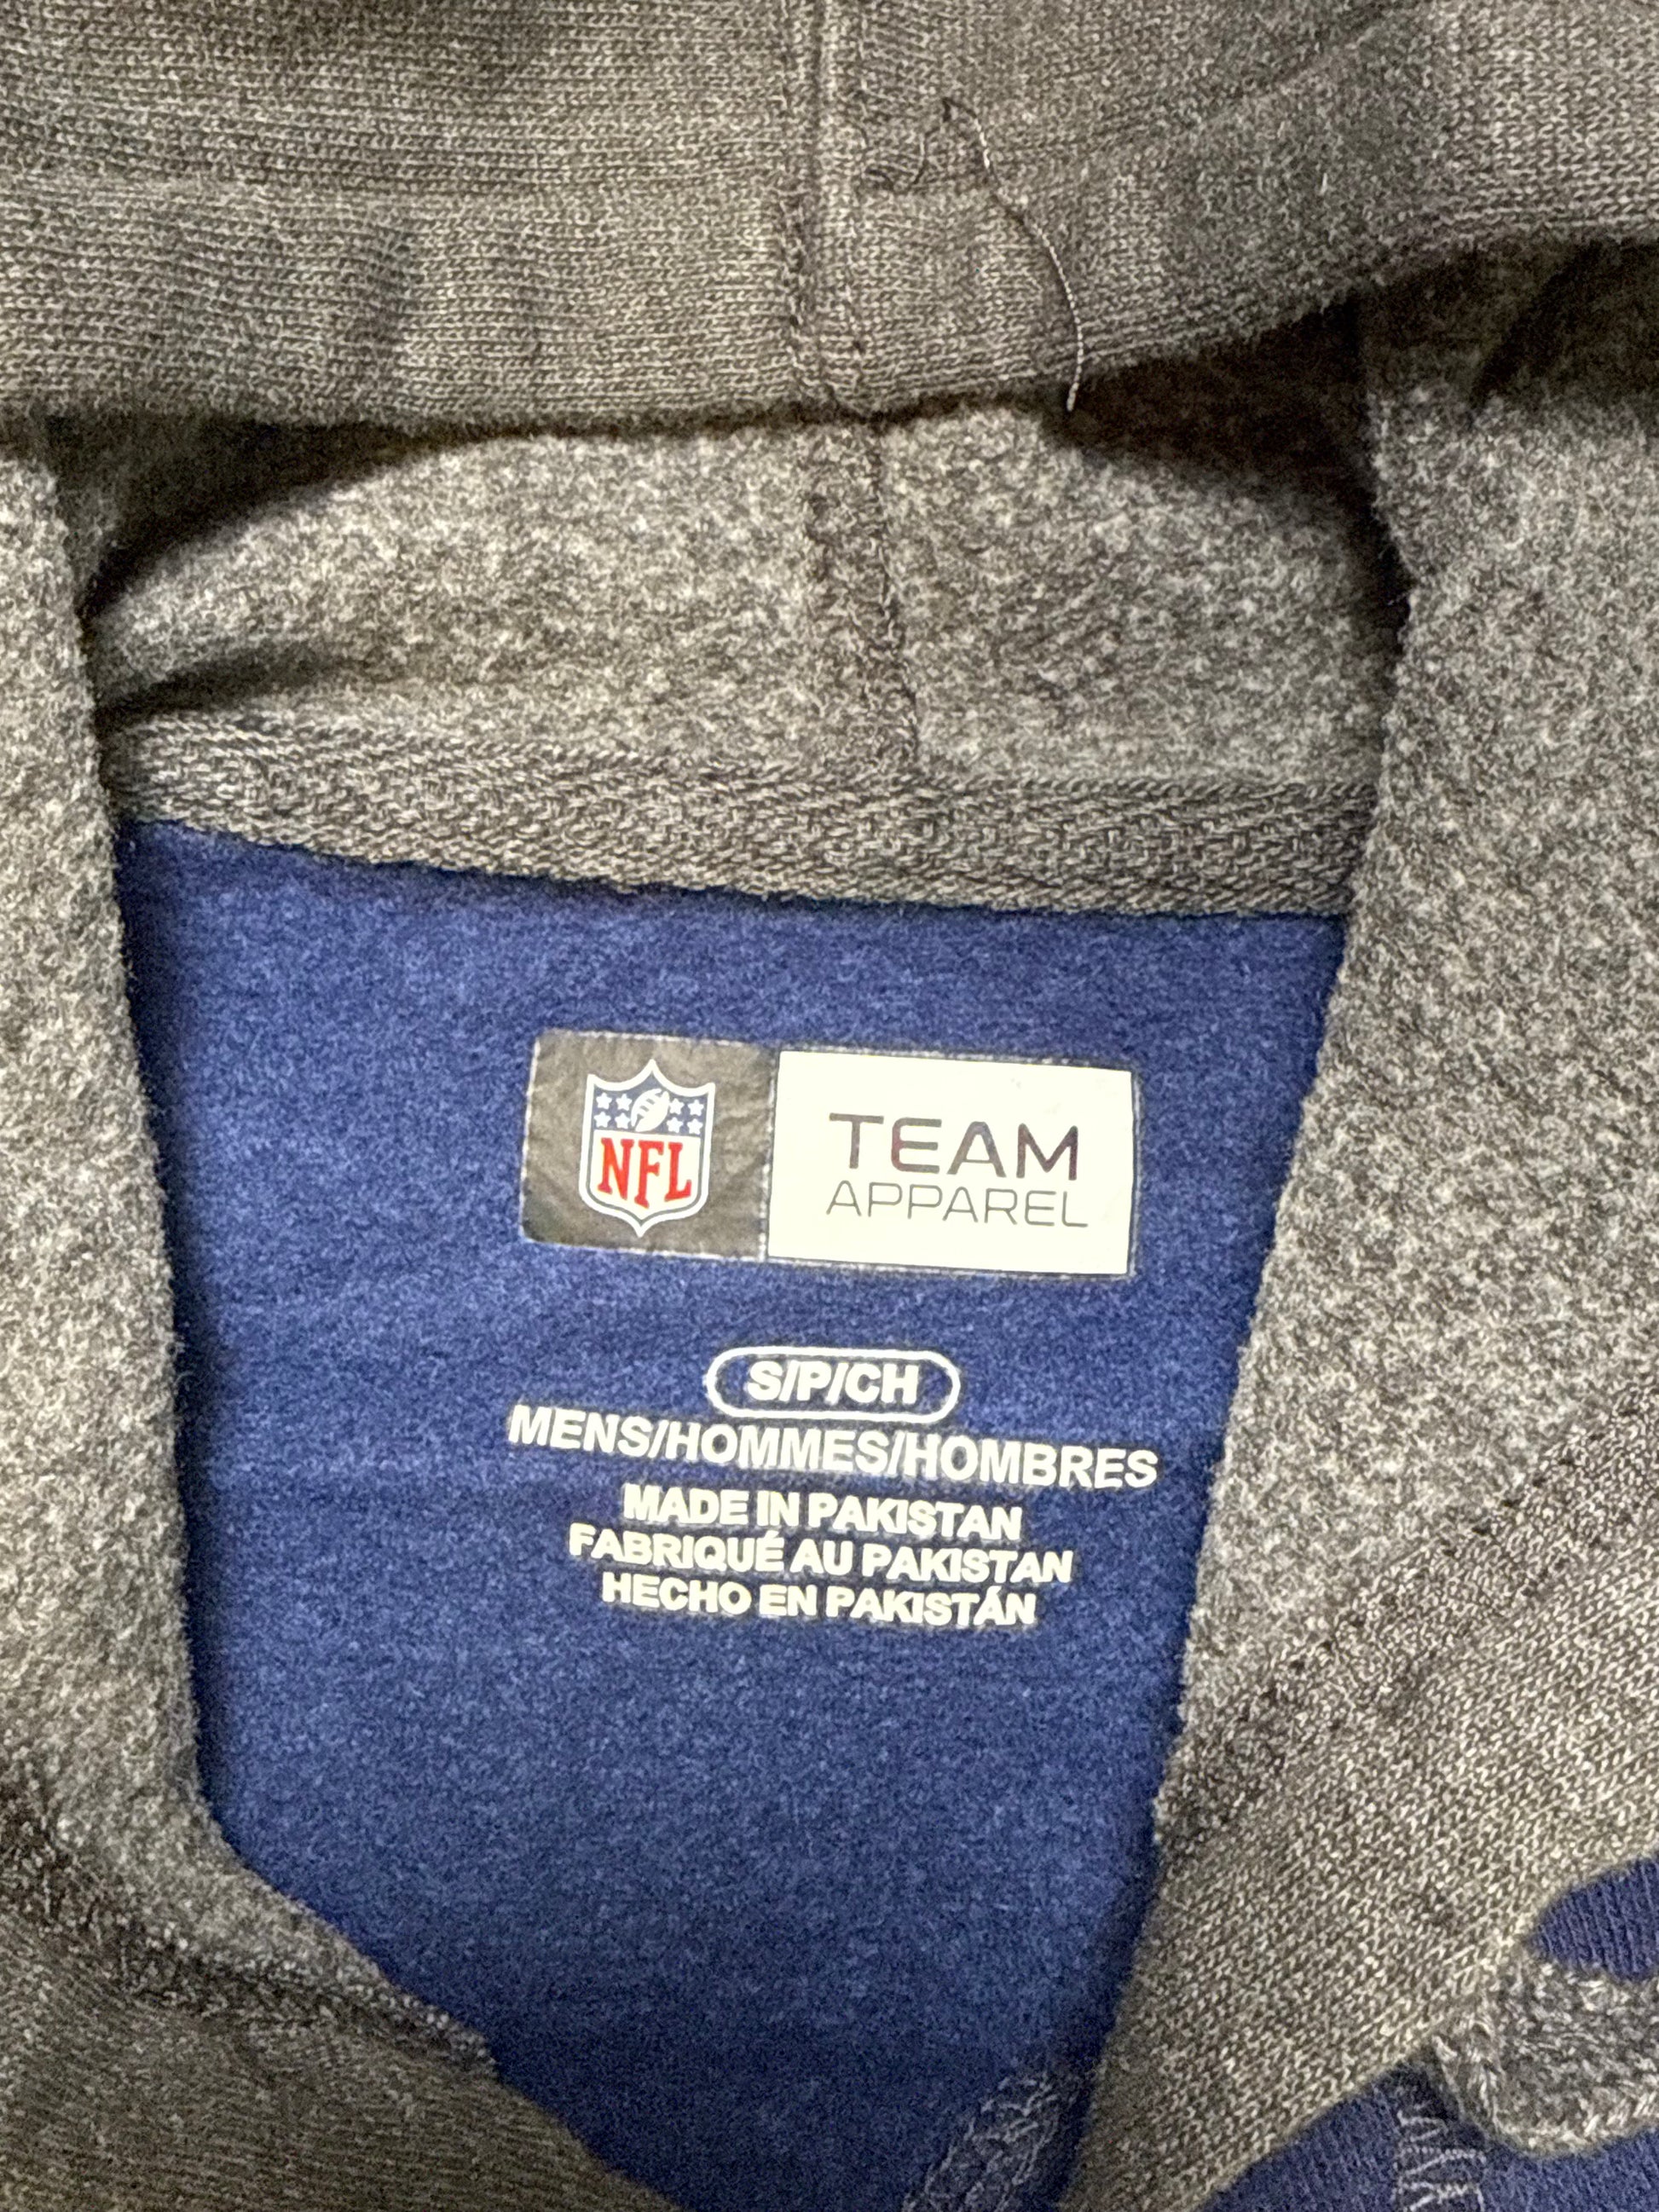 NFL
TEAM
APPAREL
S/P/CH
MENS/HOMMES/HOMBRES
MADE IN PAKISTAN
FABRIQUÉ AU PAKISTAN
HECHO EN PAKISTÁN